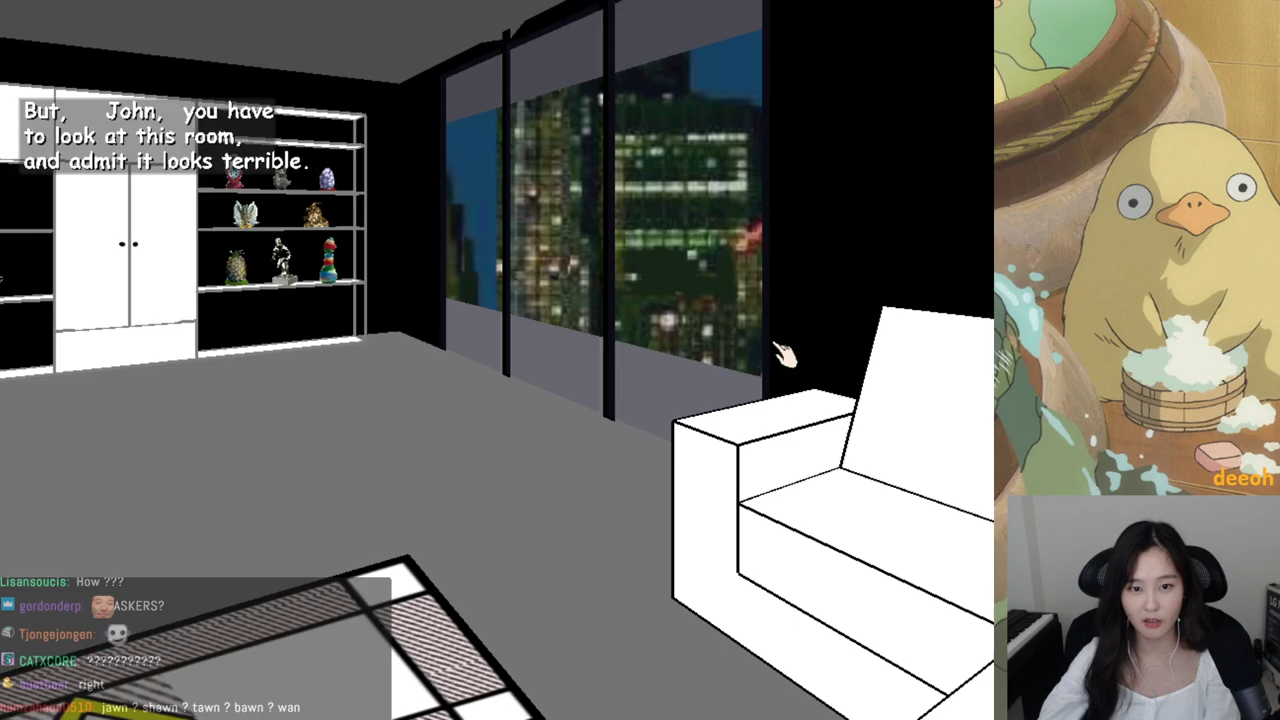 But, John, you have
to look at this room,
and admit it looks terrible.
Lisansoucis: How ???
gordonderp: ASKERS?
Tjongejongen:
CATXCORE: ???????????
right
jawn ? shawn ? tawn ? bawn ? wan
deeoh